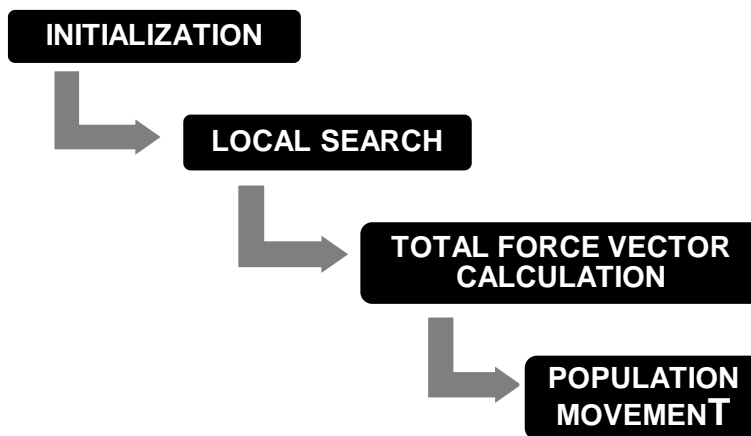 INITIALIZATION
LOCAL SEARCH
TOTAL FORCE VECTOR
CALCULATION
POPULATION
MOVEMENT